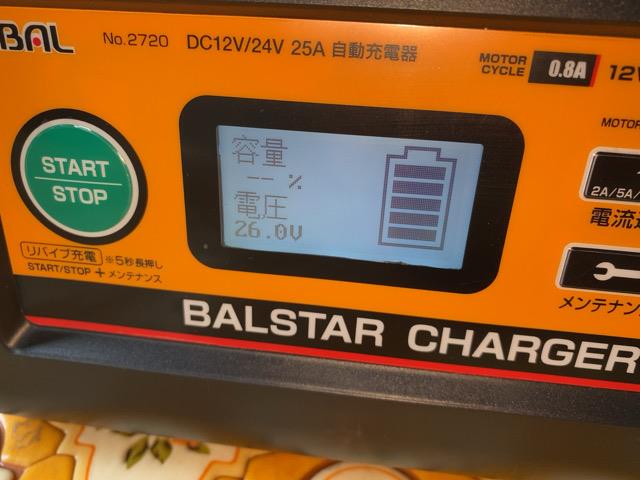 BAL No.2720 DC12V/24V 25A 自動充電器
MOTOR CYCLE 0.8A 12V
START
STOP
リバイブ充電 ※5秒長押し
START/STOP + メンテナンス
容量
-- %
電圧
26.0V
MOTOR
2A/5A/
電流
メンテナン
BALSTAR CHARGER